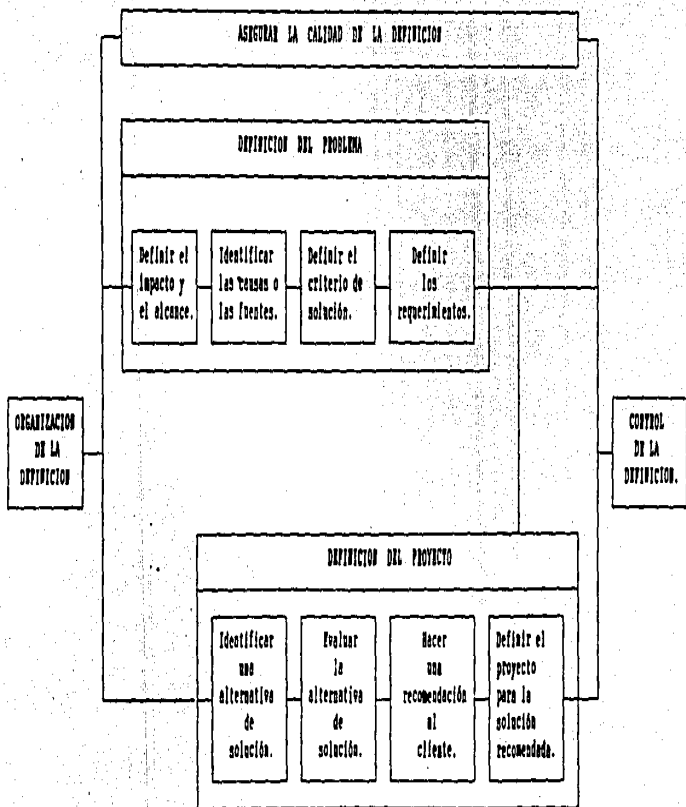 ASEGURAR LA CALIDAD DE LA DEFINICION
DEFINICION DEL PROBLEMA
Definir el
impacto y
el alcance.
Identificar
las causas o
las fuentes.
Definir el
criterio de
solución.
Definir
los
requerimientos.
ORGANIZACION
DE LA
DEFINICION
CONTROL
DE LA
DEFINICION.
DEFINICION DEL PROYECTO
Identificar
una
alternativa
de
solución.
Evaluar
la
alternativa
de
solución.
Hacer
una
recomendación
al
cliente.
Definir el
proyecto
para la
solución
recomendada.